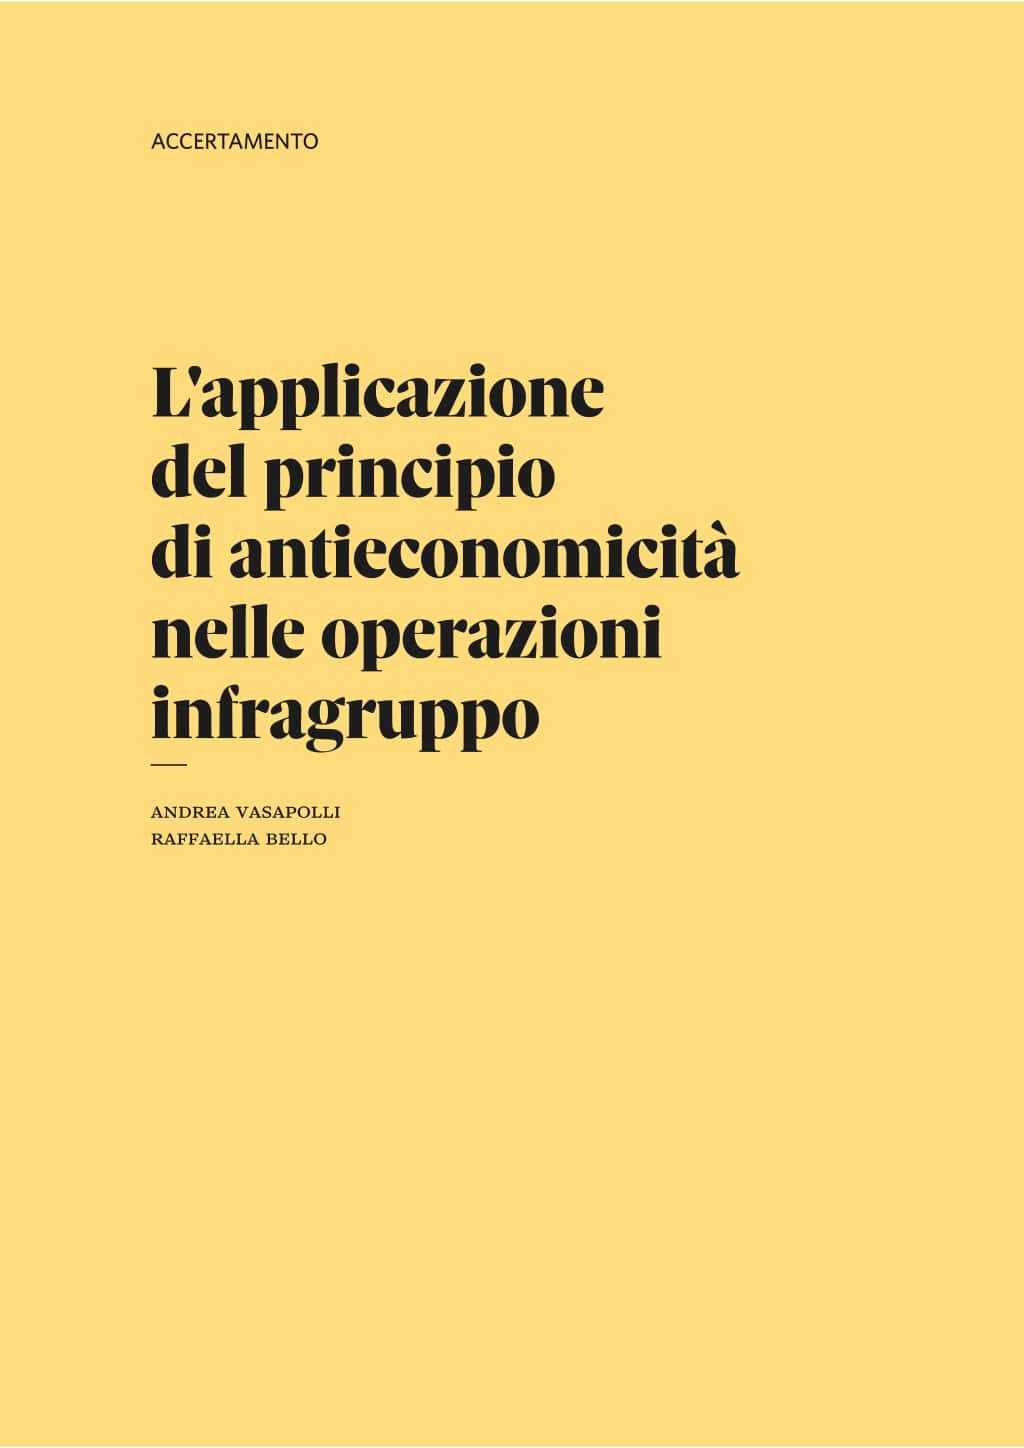 ACCERTAMENTO
L'applicazione
del principio
di antieconomicità
nelle operazioni
infragruppo
ANDREA VASAPOLLI
RAFFAELLA BELLO